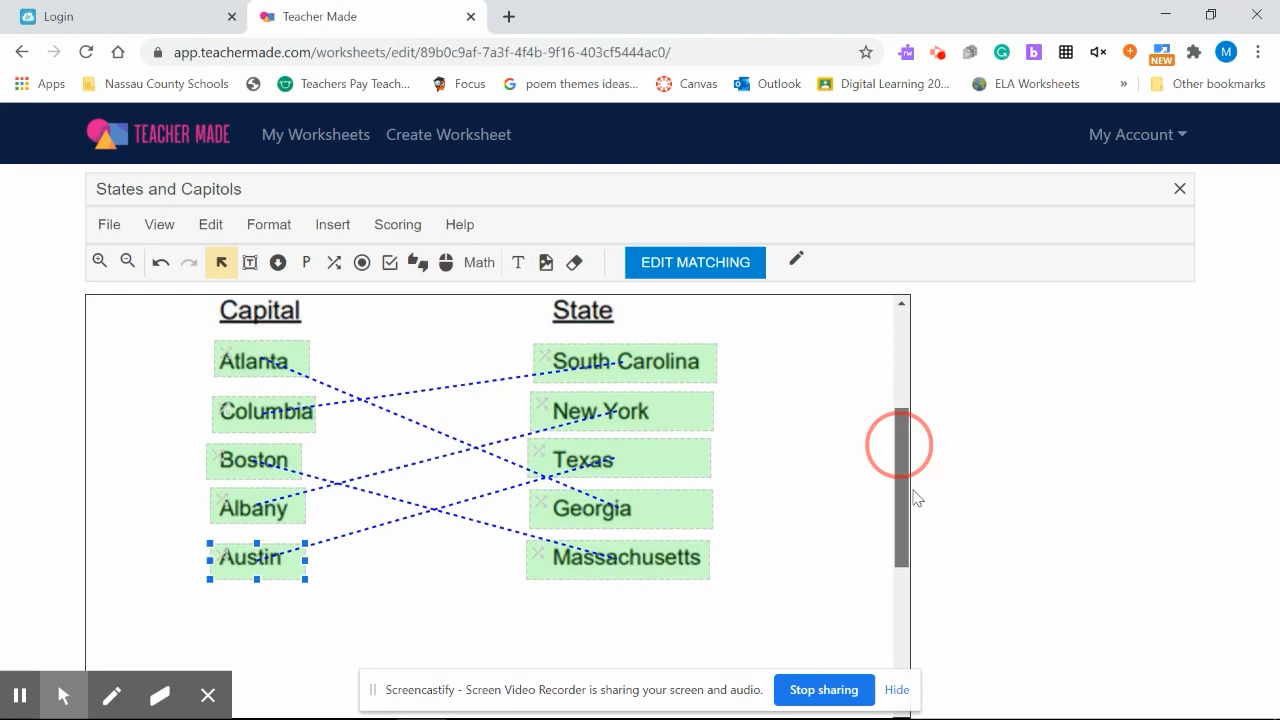 Login
Teacher Made
app.teachermade.com/worksheets/edit/89b0c9af-7a3f-4f4b-9f16-403cf5444ac0/
M
NEW
Apps
Nassau County Schools
Teachers Pay Teach...
Focus
poem themes ideas...
Canvas
Outlook
Digital Learning 20...
ELA Worksheets
»
Other bookmarks
TEACHER MADE
My Worksheets
Create Worksheet
My Account
States and Capitols
File View Edit Format Insert Scoring Help
P Math T EDIT MATCHING
Capital State
Atlanta South Carolina
Columbia New York
Boston Texas
Albany Georgia
Austin Massachusetts
Screencastify - Screen Video Recorder is sharing your screen and audio. Stop sharing Hide